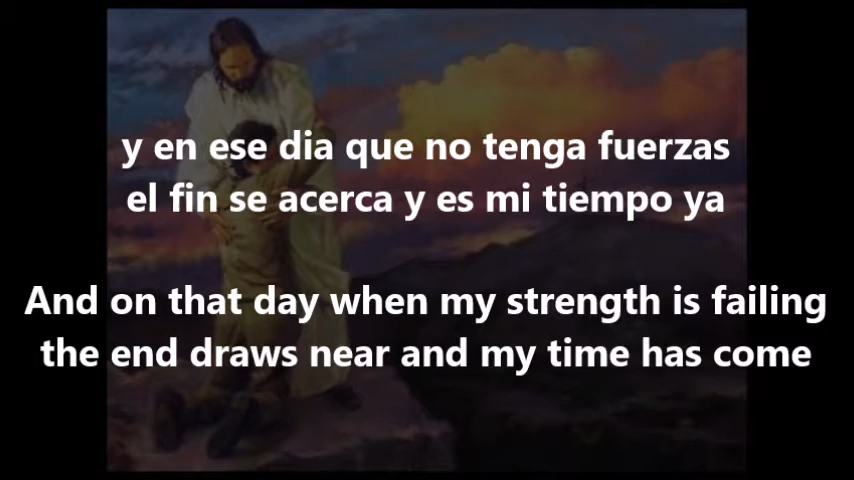 y en ese dia que no tenga fuerzas
el fin se acerca y es mi tiempo ya
And on that day when my strength is failing
the end draws near and my time has come